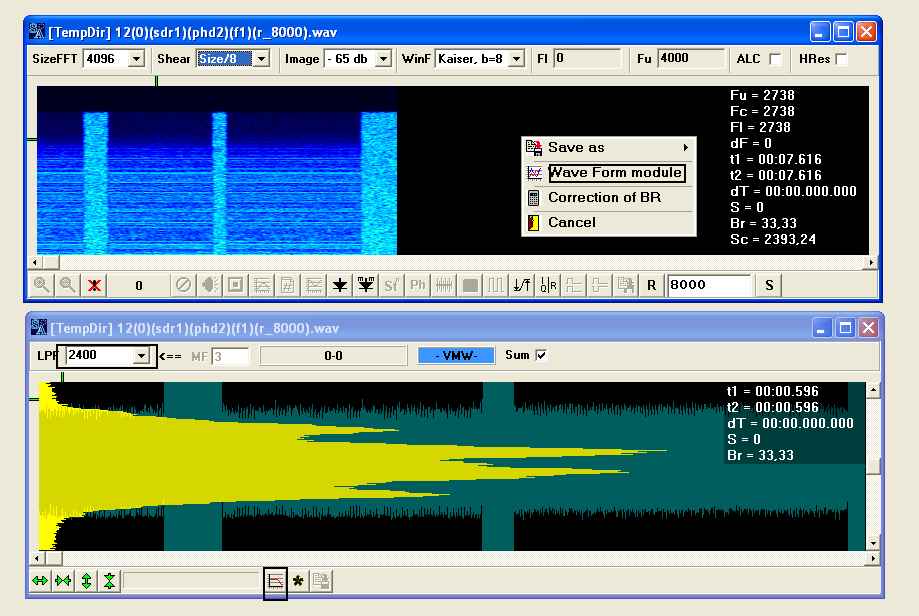 [TempDir] 12(0)(sdr1)(phd2)(f1)(r_8000).wav
SizeFFT 4096 Shear Size/8 Image - 65 db WinF Kaiser, b=8 Fl 0 Fu 4000 ALC HRes
Fu = 2738
Fc = 2738
Fl = 2738
dF = 0
t1 = 00:07.616
t2 = 00:07.616
dT = 00:00.000.000
S = 0
Br = 33,33
Sc = 2393,24
Save as
Wave Form module
Correction of BR
Cancel
0 Sf Ph R 8000 S
[TempDir] 12(0)(sdr1)(phd2)(f1)(r_8000).wav
LPF 2400 <== MF 3 0-0 - VMW- Sum
t1 = 00:00.596
t2 = 00:00.596
dT = 00:00.000.000
S = 0
Br = 33,33